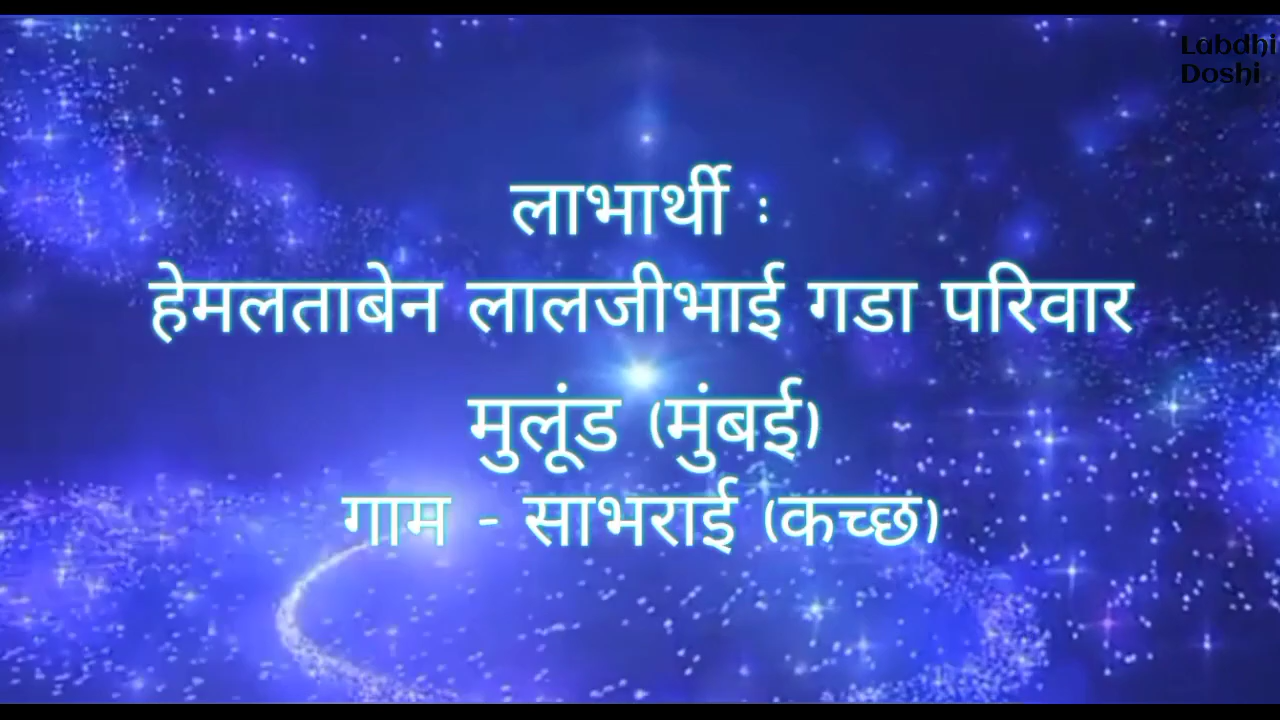 Labdhi
Doshi
लाभार्थी :
हेमलताबेन लालजीभाई गडा परिवार
मुलूंड (मुंबई)
गाम - साभराई (कच्छ)